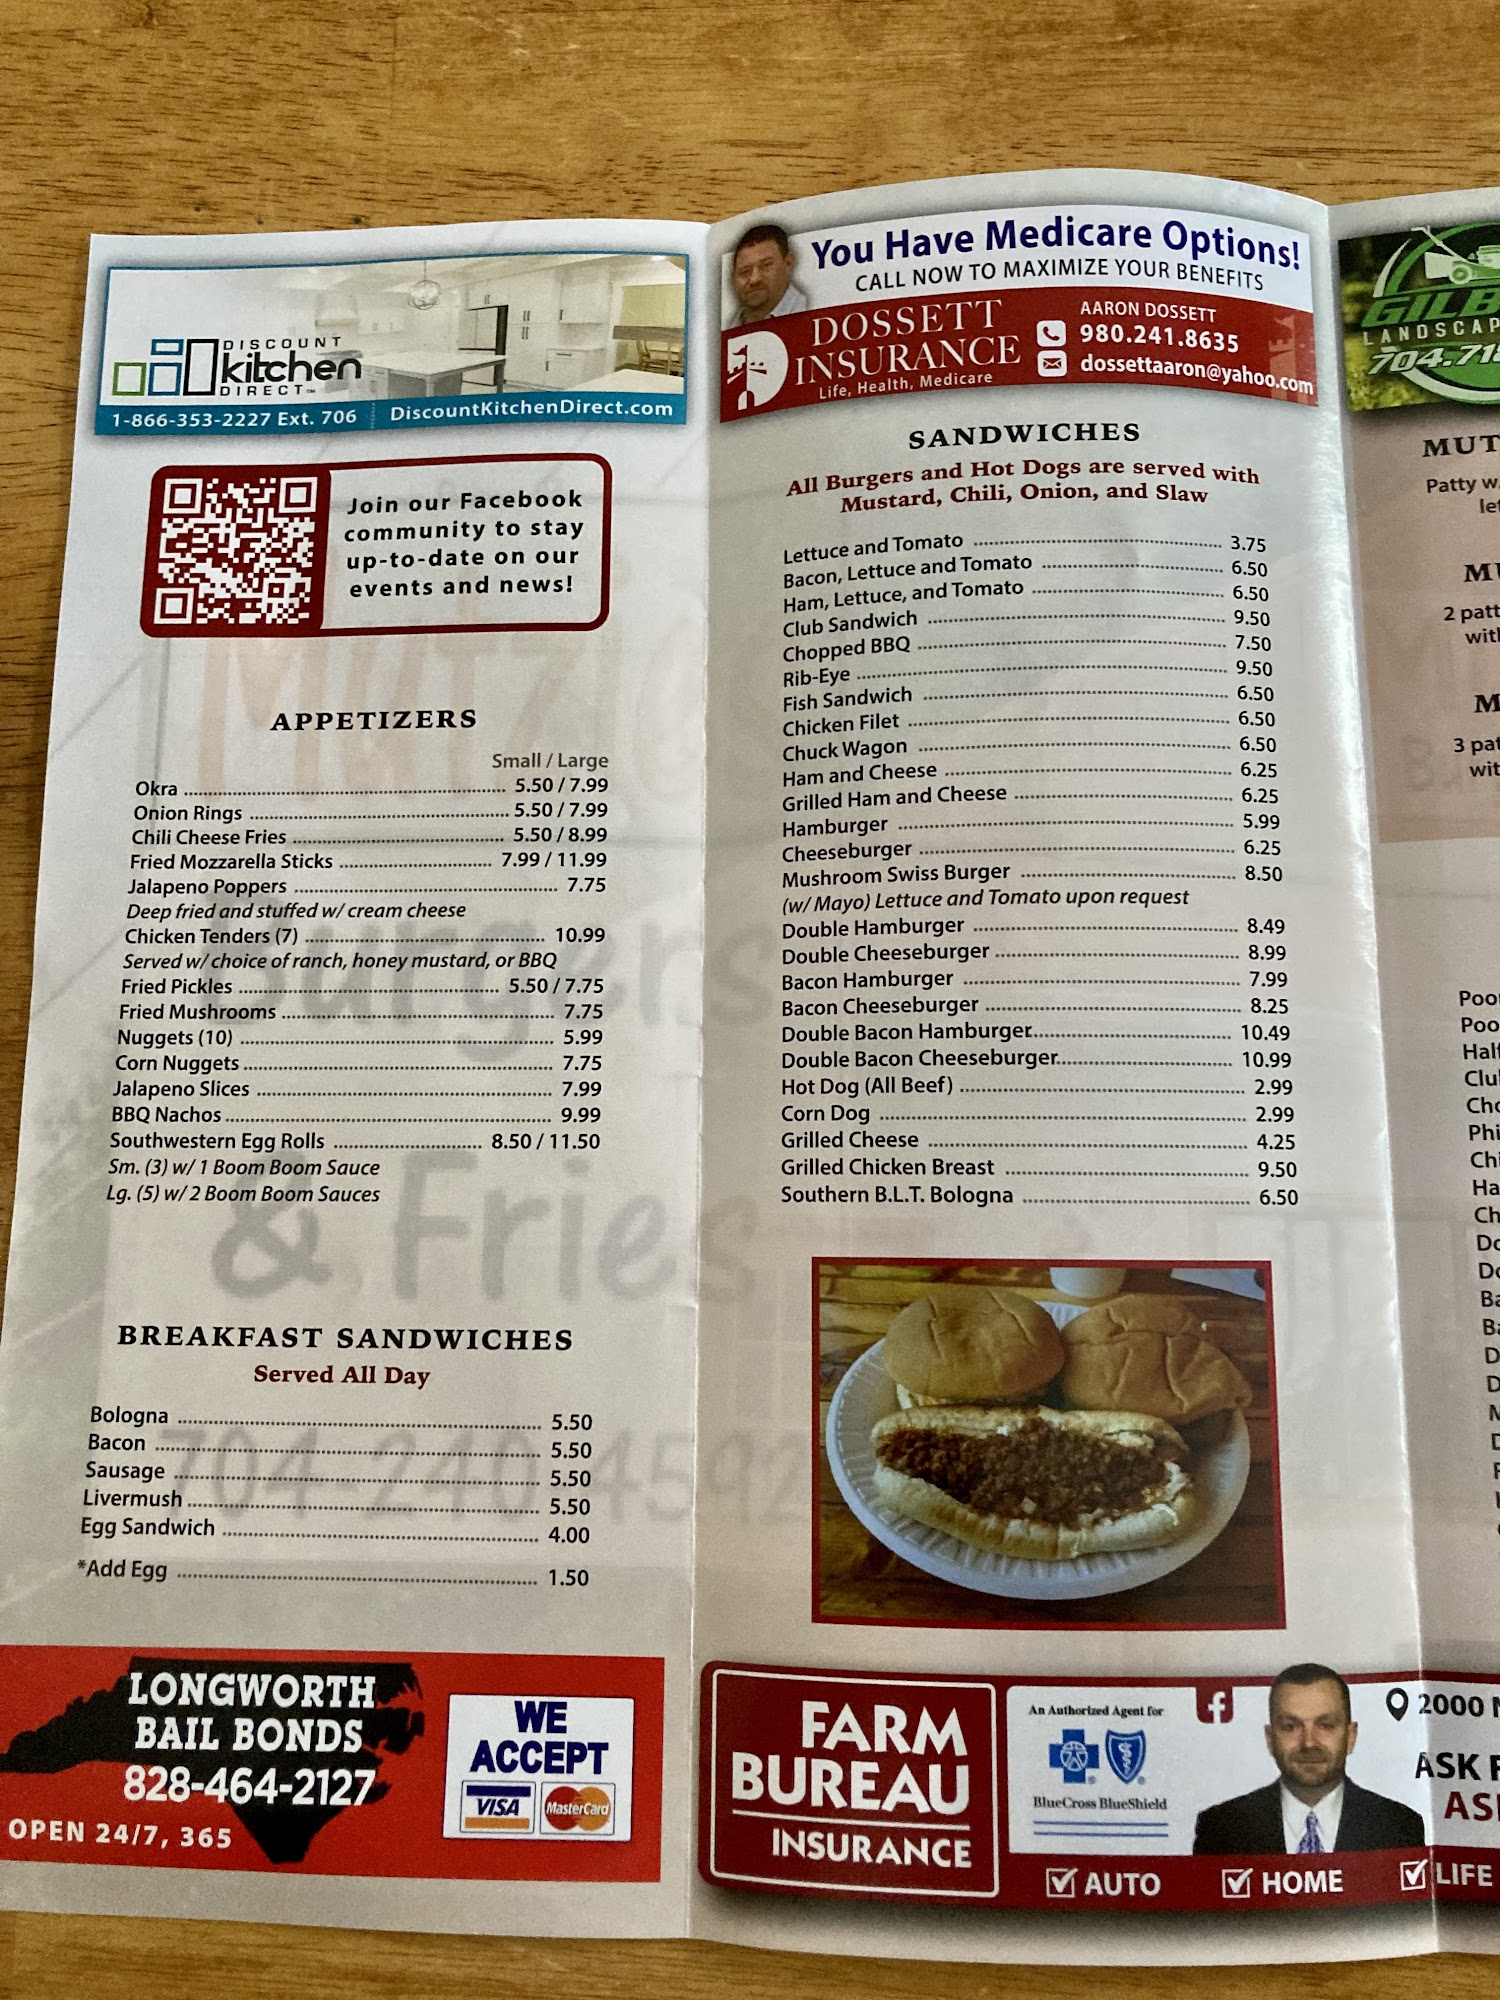 DISCOUNT
kitchen
DIRECT™
1-866-353-2227 Ext. 706
DiscountKitchenDirect.com
Join our Facebook
community to stay
up-to-date on our
events and news!
APPETIZERS
Small / Large
Okra 5.50 / 7.99
Onion Rings 5.50 / 7.99
Chili Cheese Fries 5.50 / 8.99
Fried Mozzarella Sticks 7.99 / 11.99
Jalapeno Poppers 7.75
Deep fried and stuffed w/ cream cheese
Chicken Tenders (7) 10.99
Served w/ choice of ranch, honey mustard, or BBQ
Fried Pickles 5.50 / 7.75
Fried Mushrooms 7.75
Nuggets (10) 5.99
Corn Nuggets 7.75
Jalapeno Slices 7.99
BBQ Nachos 9.99
Southwestern Egg Rolls 8.50 / 11.50
Sm. (3) w/ 1 Boom Boom Sauce
Lg. (5) w/ 2 Boom Boom Sauces
Burgers
& Fries
BREAKFAST SANDWICHES
Served All Day
Bologna 5.50
Bacon 5.50
Sausage 5.50
Livermush 5.50
Egg Sandwich 4.00
*Add Egg 1.50
LONGWORTH
BAIL BONDS
828-464-2127
OPEN 24/7, 365
WE
ACCEPT
VISA
MasterCard
You Have Medicare Options!
CALL NOW TO MAXIMIZE YOUR BENEFITS
DOSSETT
INSURANCE
Life, Health, Medicare
AARON DOSSETT
980.241.8635
dossettaaron@yahoo.com
SANDWICHES
All Burgers and Hot Dogs are served with
Mustard, Chili, Onion, and Slaw
Lettuce and Tomato 3.75
Bacon, Lettuce and Tomato 6.50
Ham, Lettuce, and Tomato 6.50
Club Sandwich 9.50
Chopped BBQ 7.50
Rib-Eye 9.50
Fish Sandwich 6.50
Chicken Filet 6.50
Chuck Wagon 6.50
Ham and Cheese 6.25
Grilled Ham and Cheese 6.25
Hamburger 5.99
Cheeseburger 6.25
Mushroom Swiss Burger 8.50
(w/ Mayo) Lettuce and Tomato upon request
Double Hamburger 8.49
Double Cheeseburger 8.99
Bacon Hamburger 7.99
Bacon Cheeseburger 8.25
Double Bacon Hamburger 10.49
Double Bacon Cheeseburger 10.99
Hot Dog (All Beef) 2.99
Corn Dog 2.99
Grilled Cheese 4.25
Grilled Chicken Breast 9.50
Southern B.L.T. Bologna 6.50
FARM
BUREAU
INSURANCE
An Authorized Agent for
BlueCross BlueShield
AUTO
HOME
LIFE
2000
ASK
LANDSCAP
704.718
Patty w/
2 patt
3 pat